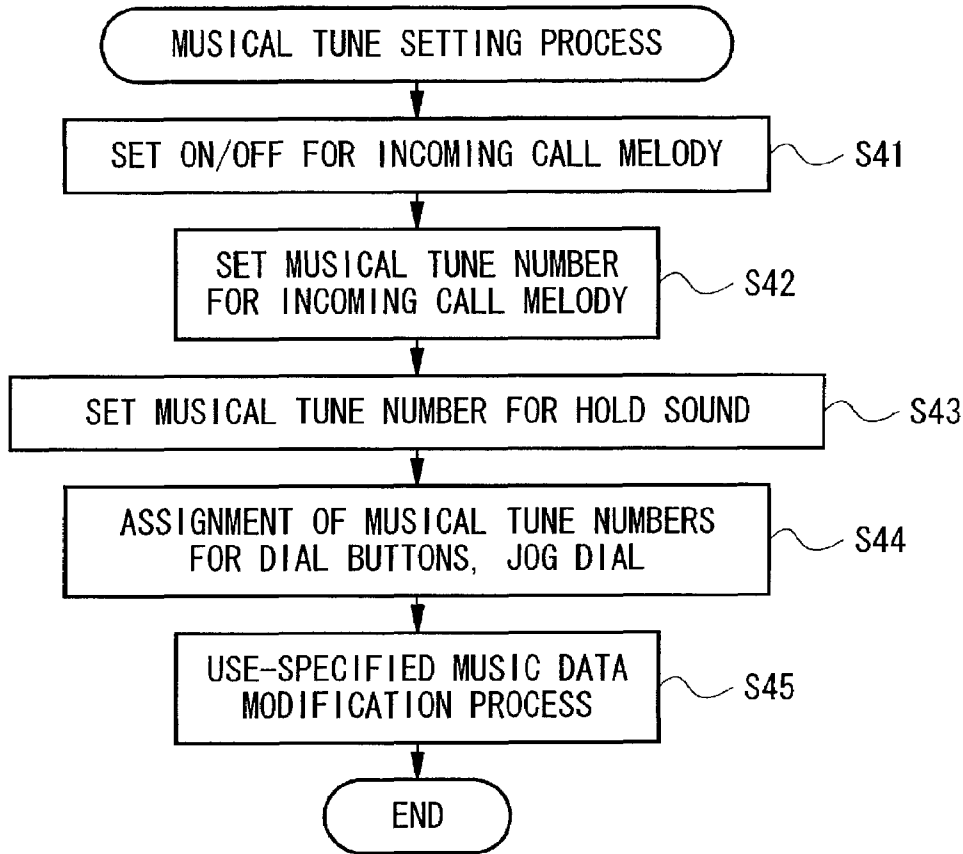 MUSICAL TUNE SETTING PROCESS
SET ON/OFF FOR INCOMING CALL MELODY
S41
SET MUSICAL TUNE NUMBER
FOR INCOMING CALL MELODY
S42
SET MUSICAL TUNE NUMBER FOR HOLD SOUND
S43
ASSIGNMENT OF MUSICAL TUNE NUMBERS
FOR DIAL BUTTONS, JOG DIAL
S44
USE-SPECIFIED MUSIC DATA
MODIFICATION PROCESS
S45
END